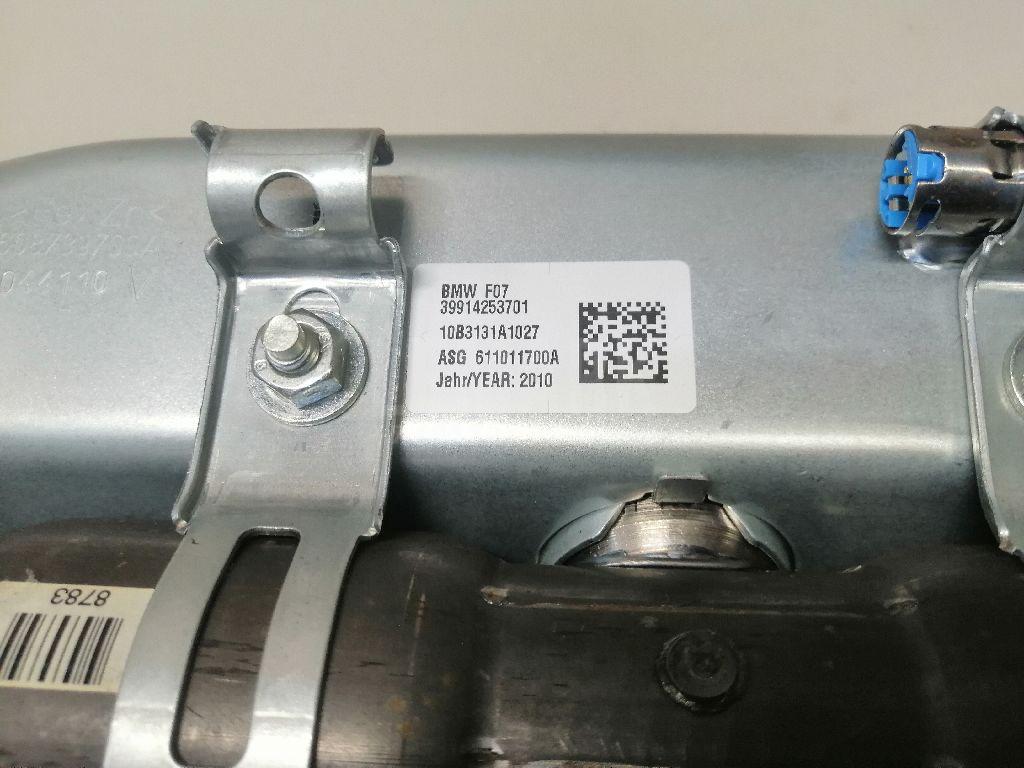 BMW F07
39914253701
10B3131A1027
ASG 611011700A
Jahr/YEAR: 2010
8783